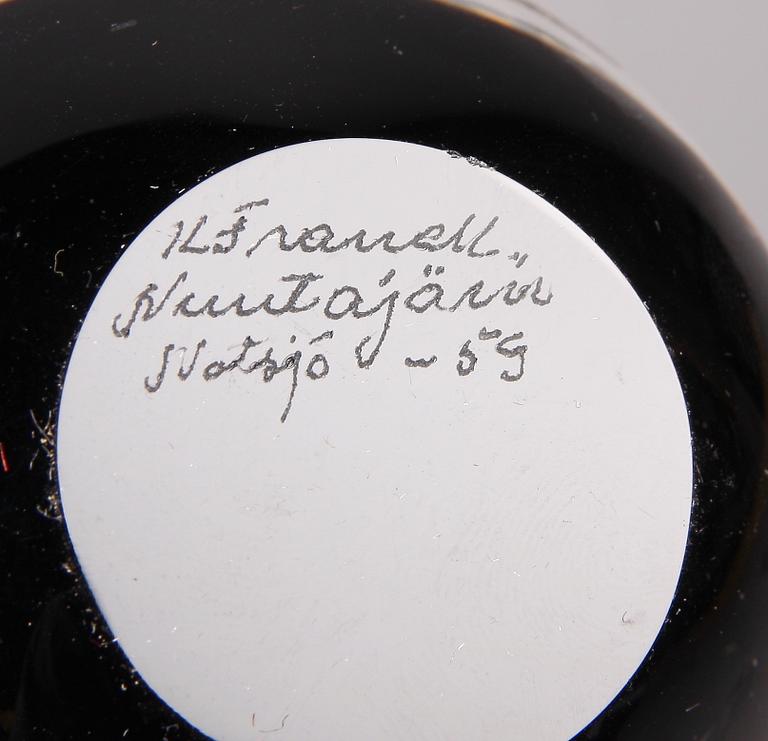 K Franck.
Nuutajärvi
Notsjö - 59